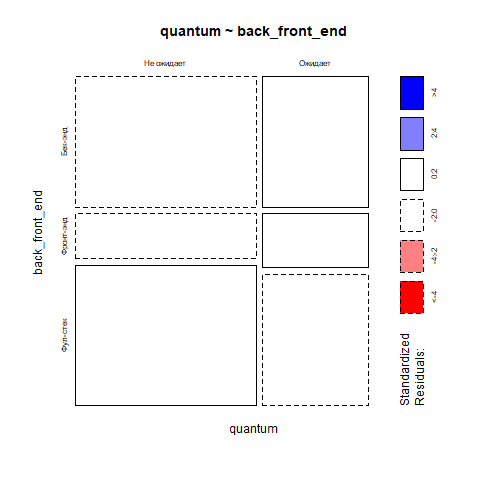 quantum ~ back_front_end
Не ожидает
Ожидает
Бек-энд
Фронт-энд
Фул-стек
back_front_end
quantum
>4
2:4
0:2
-2:0
-4:-2
<-4
Standardized
Residuals: